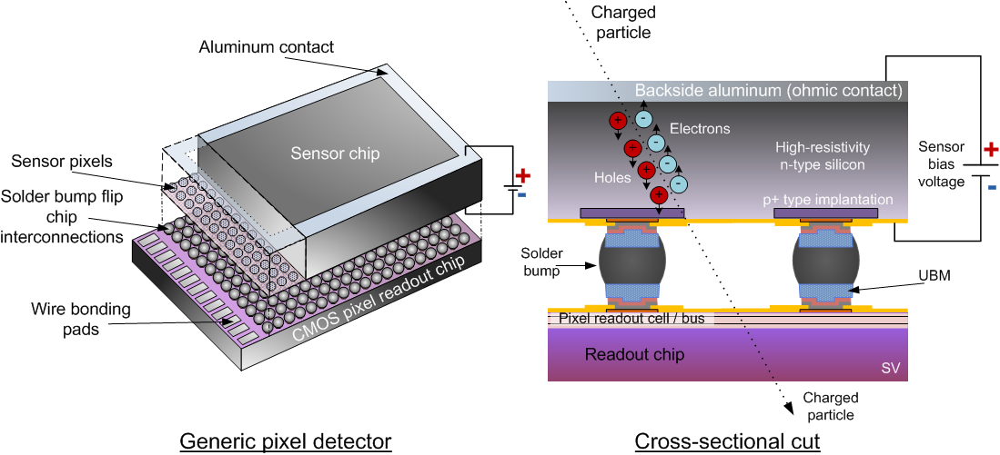 Aluminum contact
Sensor chip
Sensor pixels
Solder bump flip
chip
interconnections
Wire bonding
pads
CMOS pixel readout chip
+
-
Generic pixel detector
Charged
particle
Backside aluminum (ohmic contact)
+
-
Electrons
-
+
-
+
Holes
-
+
High-resistivity
n-type silicon
p+ type implantation
Sensor
bias
voltage
+
-
Solder
bump
UBM
Pixel readout cell / bus
Readout chip
SV
Charged
particle
Cross-sectional cut